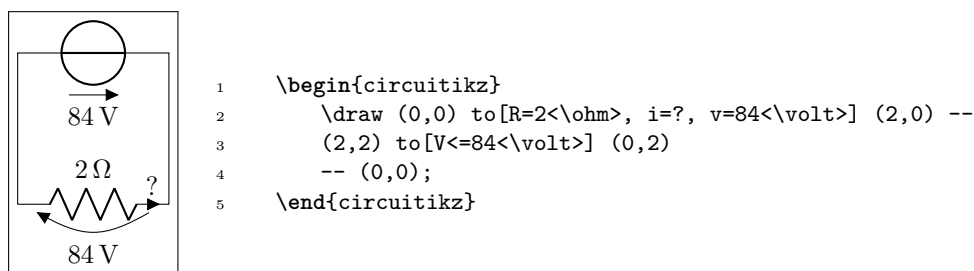 84 V
2 Ω
?
84 V
1 \begin{circuitikz}
2 \draw (0,0) to[R=2<\ohm>, i=?, v=84<\volt>] (2,0) --
3 (2,2) to[V<=84<\volt>] (0,2)
4 -- (0,0);
5 \end{circuitikz}